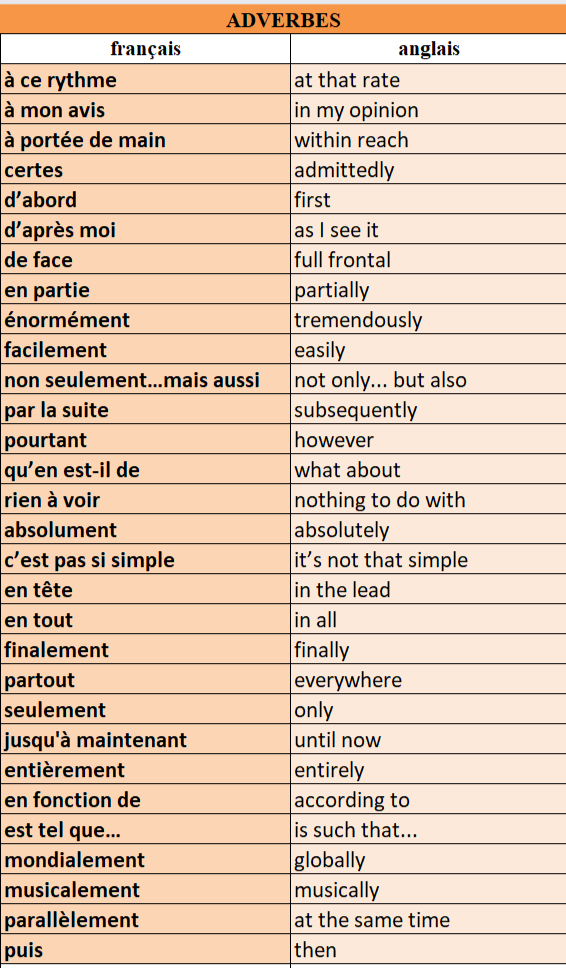 ADVERBES
français anglais
à ce rythme at that rate
à mon avis in my opinion
à portée de main within reach
certes admittedly
d’abord first
d’après moi as I see it
de face full frontal
en partie partially
énormément tremendously
facilement easily
non seulement…mais aussi not only… but also
par la suite subsequently
pourtant however
qu’en est-il de what about
rien à voir nothing to do with
absolument absolutely
c’est pas si simple it’s not that simple
en tête in the lead
en tout in all
finalement finally
partout everywhere
seulement only
jusqu'à maintenant until now
entièrement entirely
en fonction de according to
est tel que… is such that…
mondialement globally
musicalement musically
parallèlement at the same time
puis then